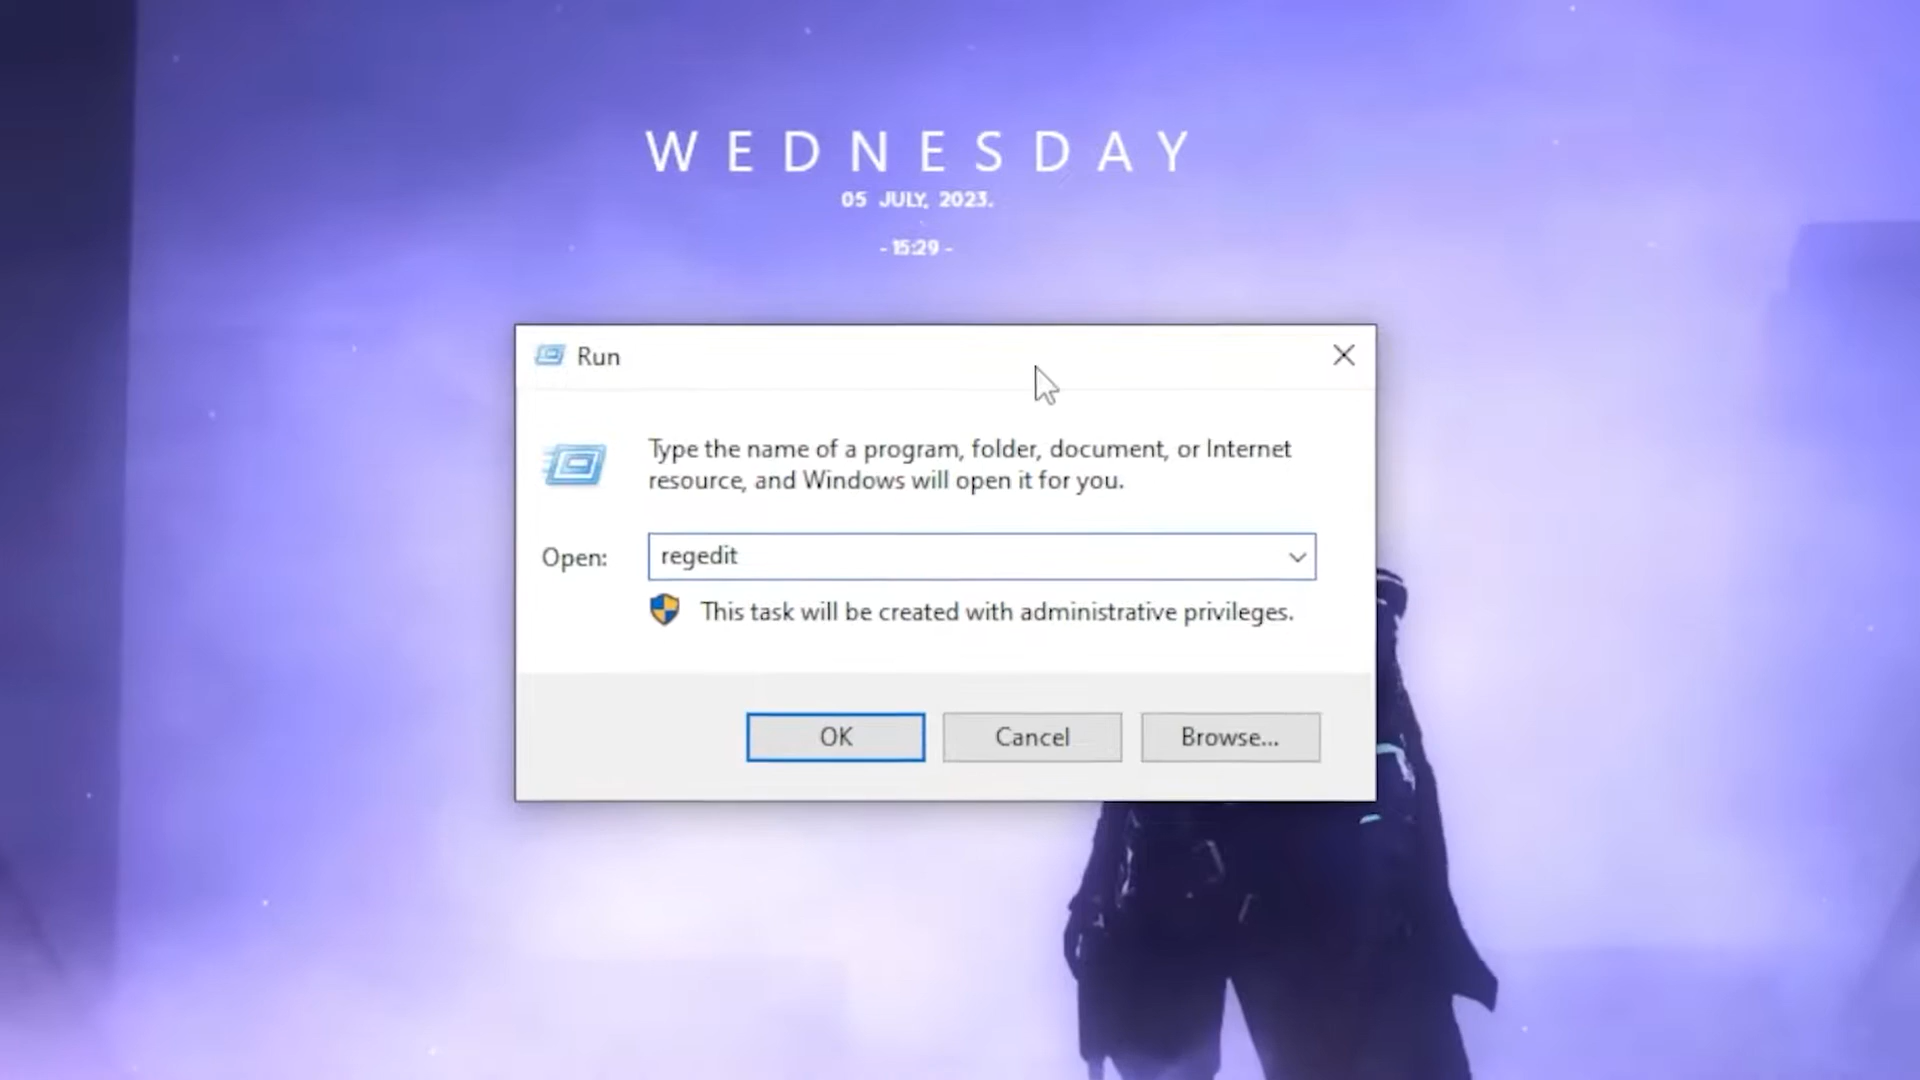 WEDNESDAY
05 JULY, 2023.
- 15:29 -
Run
Type the name of a program, folder, document, or Internet
resource, and Windows will open it for you.
Open: regedit
This task will be created with administrative privileges.
OK Cancel Browse...